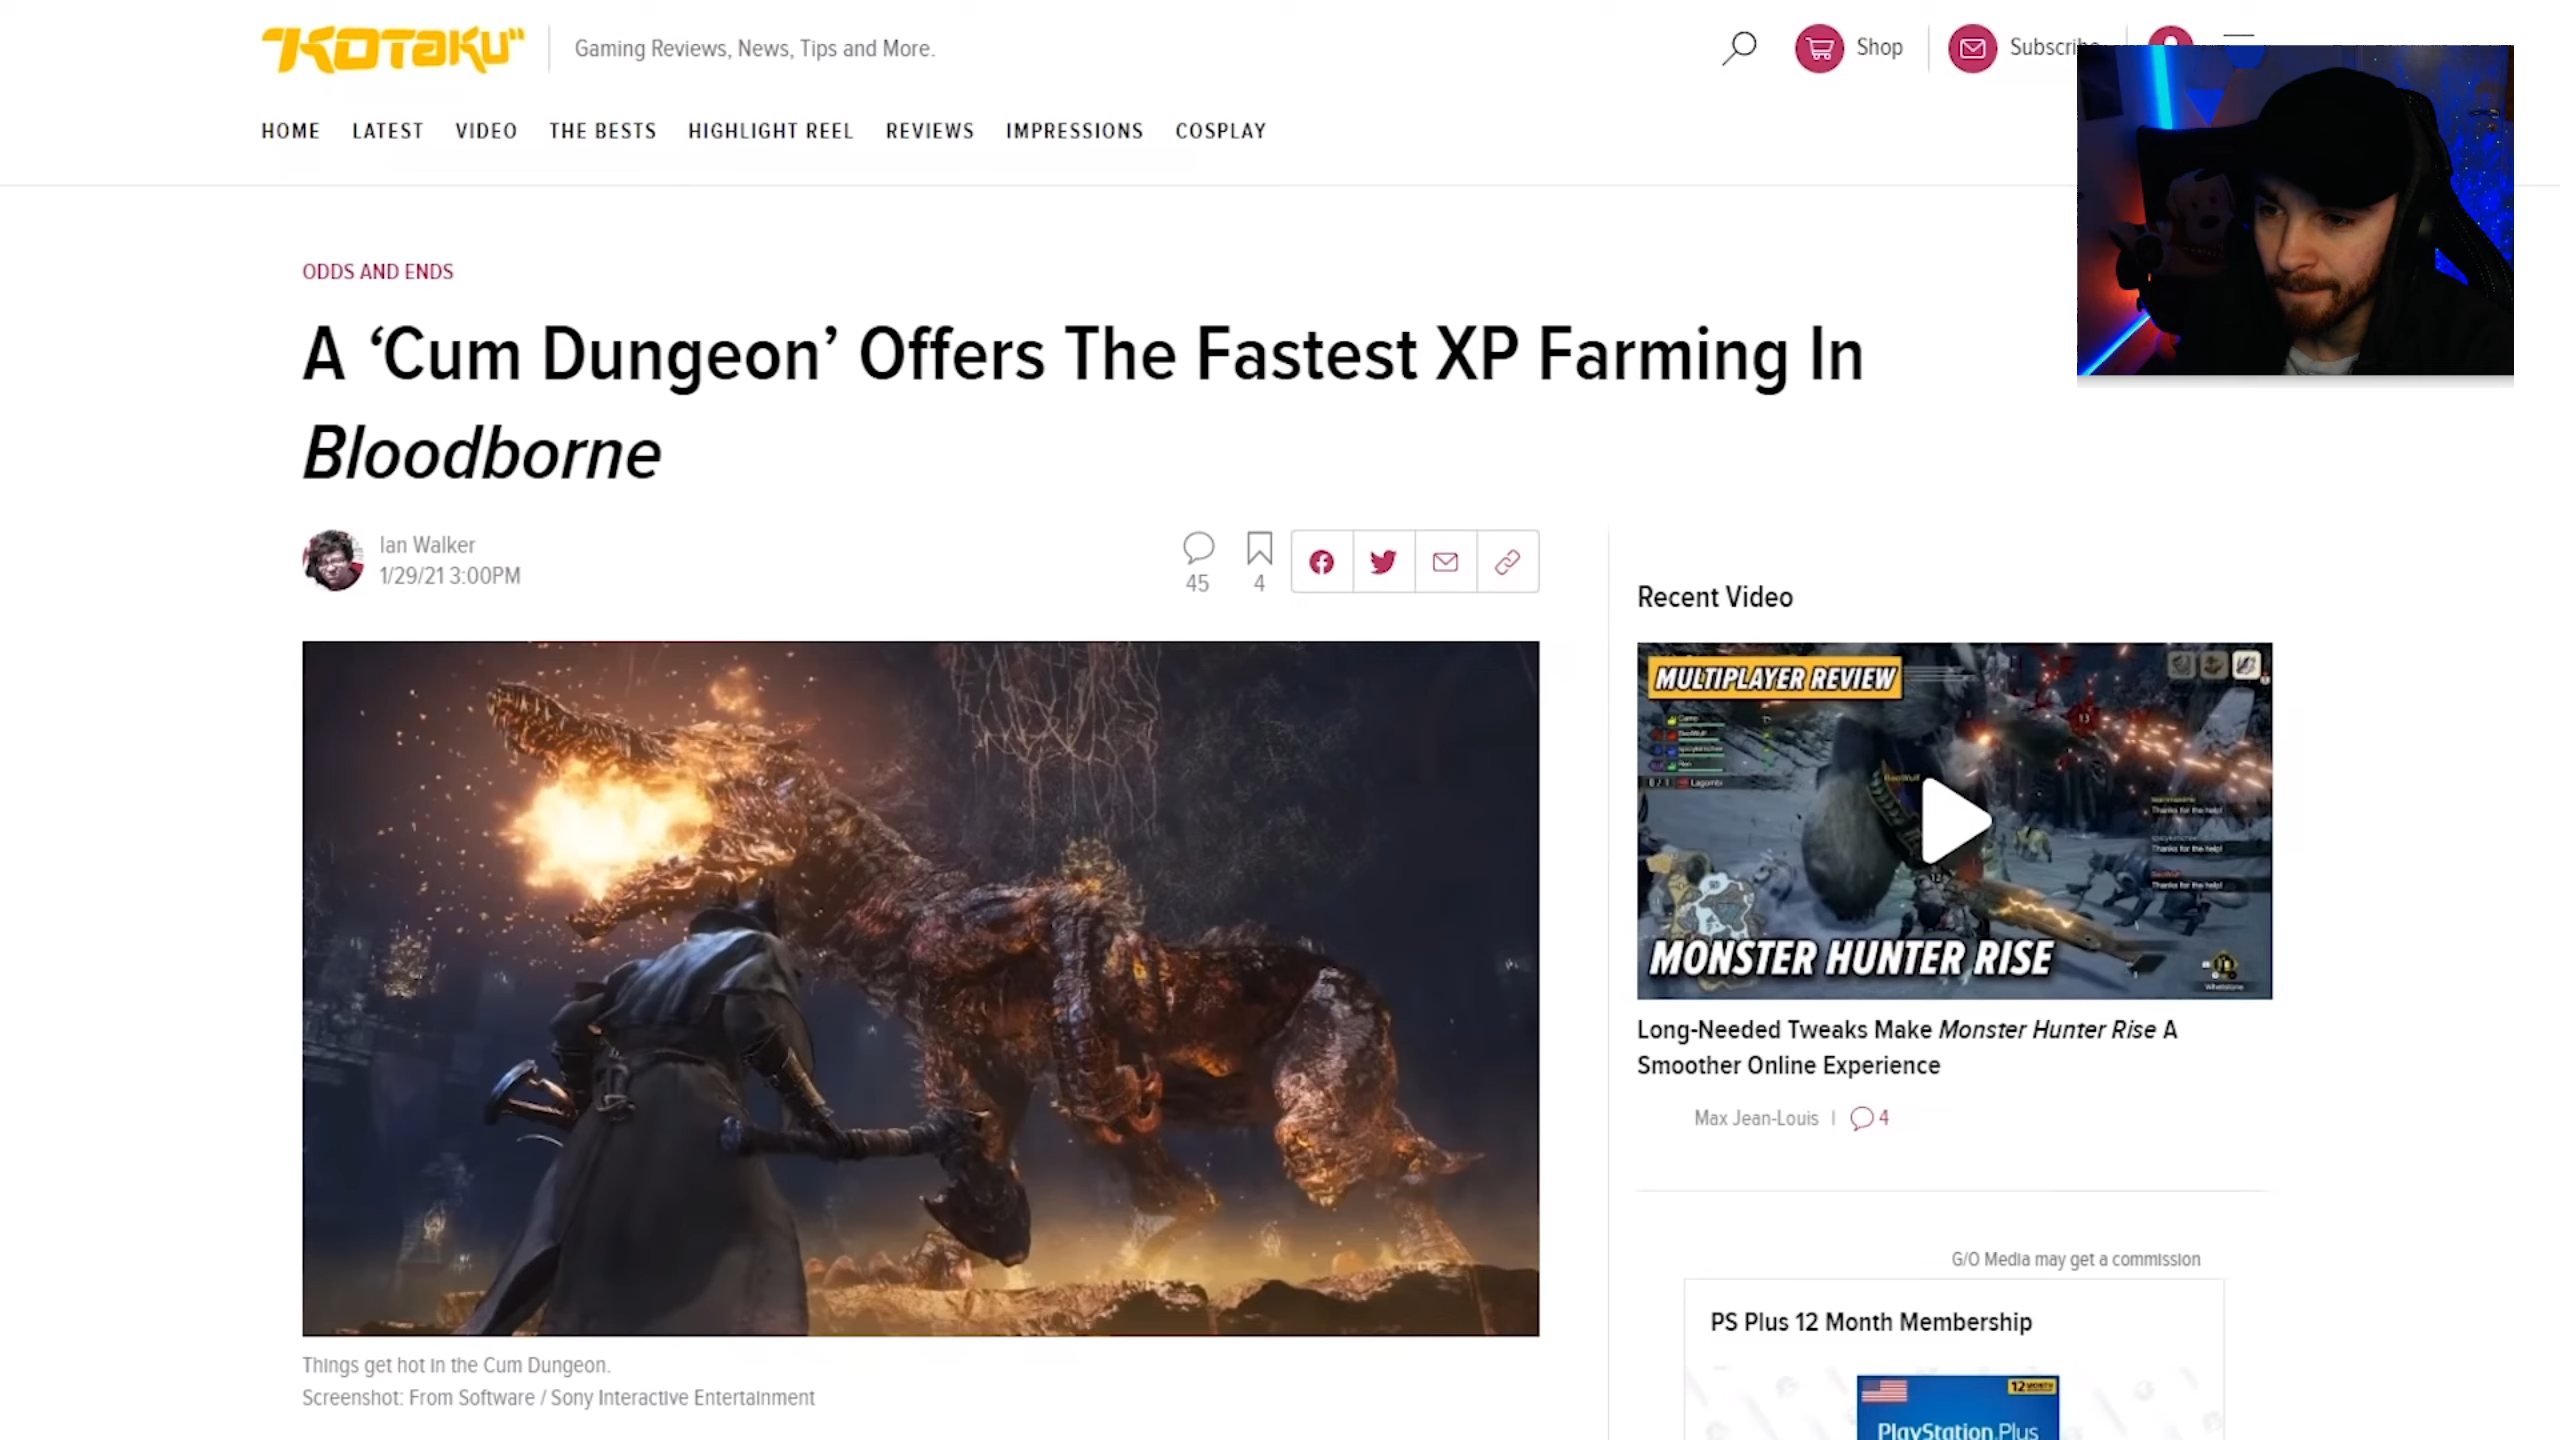 KOTAKU
Gaming Reviews, News, Tips and More.
Shop
Subscribe
HOME LATEST VIDEO THE BESTS HIGHLIGHT REEL REVIEWS IMPRESSIONS COSPLAY
ODDS AND ENDS
A ‘Cum Dungeon’ Offers The Fastest XP Farming In
Bloodborne
Ian Walker
1/29/21 3:00PM
45
4
Recent Video
MULTIPLAYER REVIEW
MONSTER HUNTER RISE
Long-Needed Tweaks Make Monster Hunter Rise A
Smoother Online Experience
Max Jean-Louis | 4
Things get hot in the Cum Dungeon.
Screenshot: From Software / Sony Interactive Entertainment
G/O Media may get a commission
PS Plus 12 Month Membership
12 MONTH
PlayStation.Plus